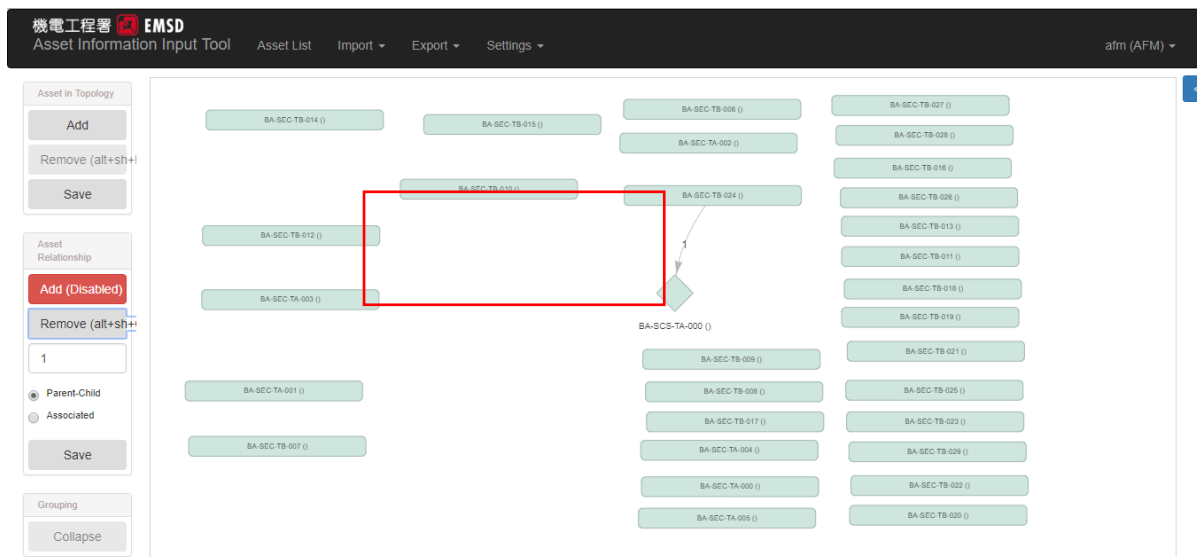 機電工程署 EMSD
Asset Information Input Tool Asset List Import Export Settings afm (AFM)
Asset in Topology
Add
Remove (alt+sh+
Save
Asset
Relationship
Add (Disabled)
Remove (alt+sh+
1
Parent-Child
Associated
Save
Grouping
Collapse
BA-SEC-TB-014 ()
BA-SEC-TB-015 ()
BA-SEC-TB-006 ()
BA-SEC-TA-002 ()
BA-SEC-TB-010 ()
BA-SEC-TB-024 ()
BA-SEC-TB-012 ()
1
BA-SEC-TA-003 ()
BA-SCS-TA-000 ()
BA-SEC-TA-001 ()
BA-SEC-TB-007 ()
BA-SEC-TB-009 ()
BA-SEC-TB-008 ()
BA-SEC-TB-017 ()
BA-SEC-TA-004 ()
BA-SEC-TA-000 ()
BA-SEC-TA-005 ()
BA-SEC-TB-027 ()
BA-SEC-TB-028 ()
BA-SEC-TB-016 ()
BA-SEC-TB-026 ()
BA-SEC-TB-013 ()
BA-SEC-TB-011 ()
BA-SEC-TB-018 ()
BA-SEC-TB-019 ()
BA-SEC-TB-021 ()
BA-SEC-TB-025 ()
BA-SEC-TB-023 ()
BA-SEC-TB-029 ()
BA-SEC-TB-022 ()
BA-SEC-TB-020 ()